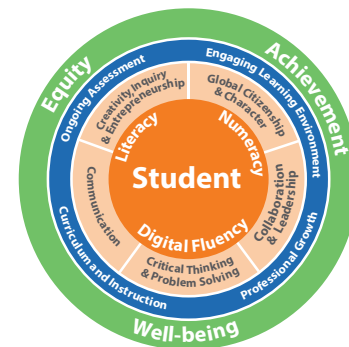 Equity
Achievement
Well-being
Ongoing Assessment
Engaging Learning Environment
Curriculum and Instruction
Professional Growth
Creativity, Inquiry
& Entrepreneurship
Global Citizenship
& Character
Communication
Collaboration
& Leadership
Critical Thinking
& Problem Solving
Literacy
Numeracy
Student
Digital Fluency